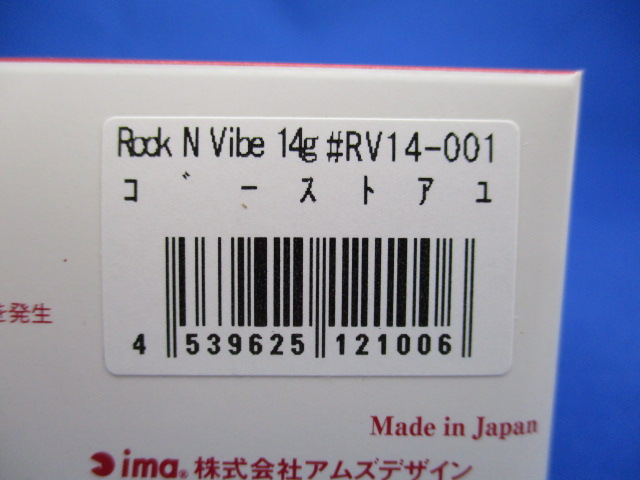 Rock N Vibe 14g #RV14-001
ｺﾞｰｽﾄｱﾕ
4 539625 121006
を発生
Made in Japan
ima® 株式会社アムズデザイン